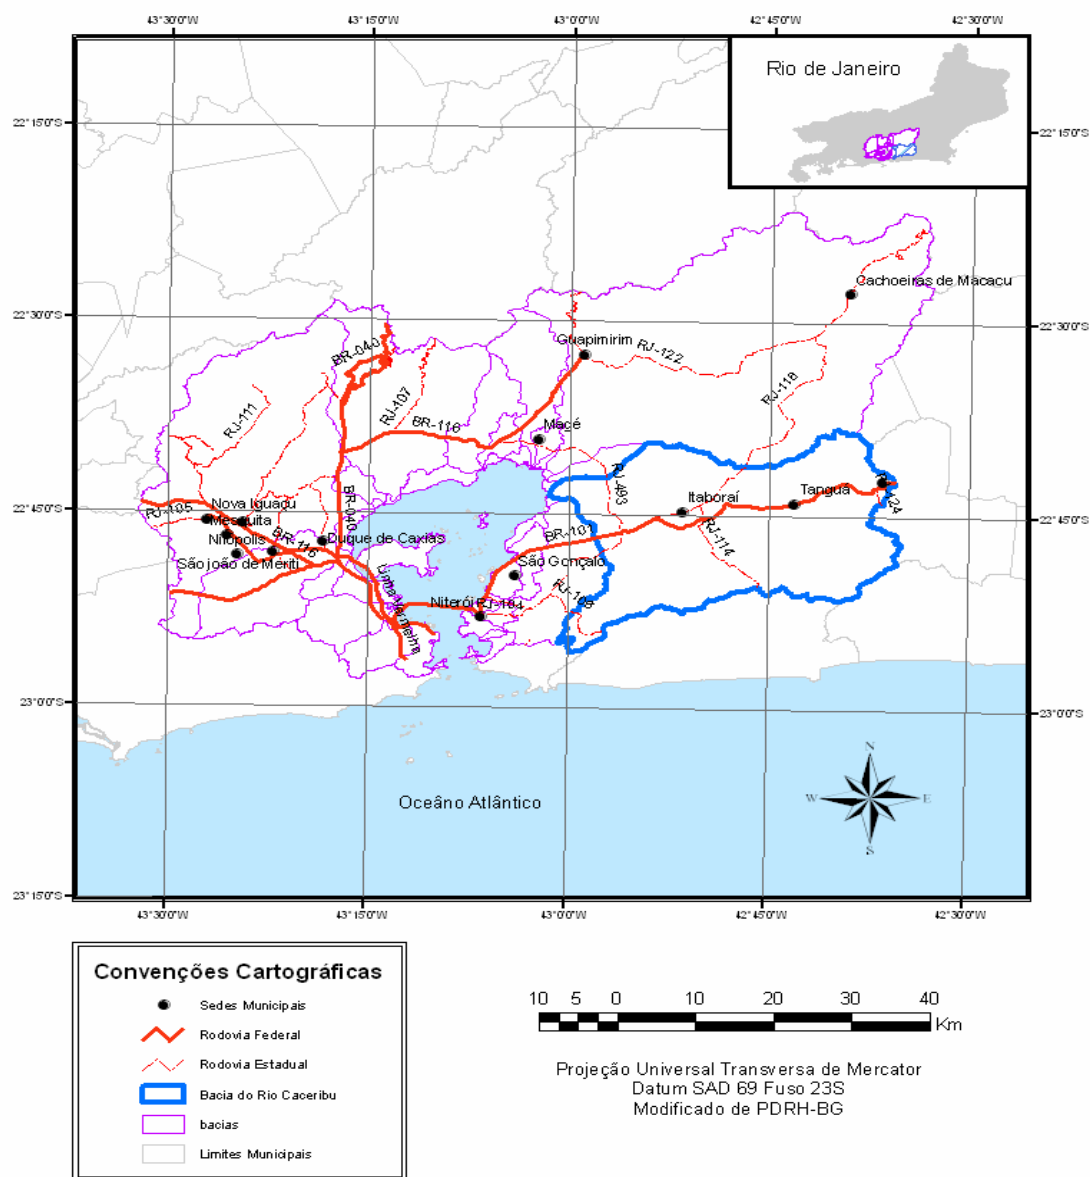 43°30'0"W 43°15'0"W 43°0'0"W 42°45'0"W 42°30'0"W
Rio de Janeiro
22°15'0"S 22°15'0"S
Cachoeiras de Macacu
22°30'0"S 22°30'0"S
Guapimirim
BR-040
RJ-122
RJ-107
RJ-118
RJ-111
BR-116
Magé
RJ-493
Tanguá
Itaboraí
Nova Iguaçu
RJ-105
BR-040
22°45'0"S 22°45'0"S
Mesquita
BR-101
BR-116
Duque de Caxias
RJ-114
Nilópolis
São joão de Meriti
São Gonçalo
Linha Vermelha
Niterói
RJ-104
23°0'0"S 23°0'0"S
N
W E
S
Oceâno Atlântico
23°15'0"S
43°30'0"W 43°15'0"W 43°0'0"W 42°45'0"W 42°30'0"W
Convenções Cartográficas
Sedes Municipais
Rodovia Federal
Rodovia Estadual
Bacia do Rio Caceribu
bacias
Limites Municipais
10 5 0 10 20 30 40
Km
Projeção Universal Transversa de Mercator
Datum SAD 69 Fuso 23S
Modificado de PDRH-BG